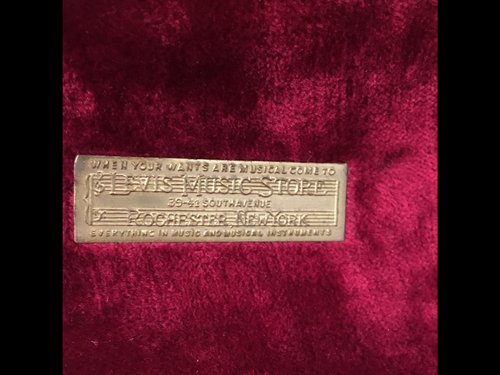 WHEN YOUR WANTS ARE MUSICAL COME TO
LEVIS MUSIC STORE
39-41 SOUTH AVENUE
ROCHESTER, NEW YORK
EVERYTHING IN MUSIC AND MUSICAL INSTRUMENTS